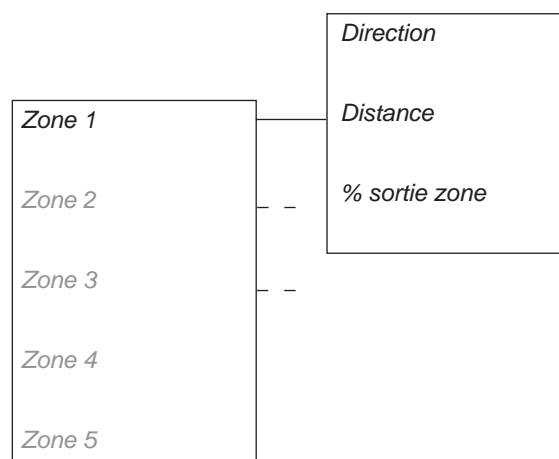 Direction
Distance
% sortie zone
Zone 1
Zone 2
Zone 3
Zone 4
Zone 5